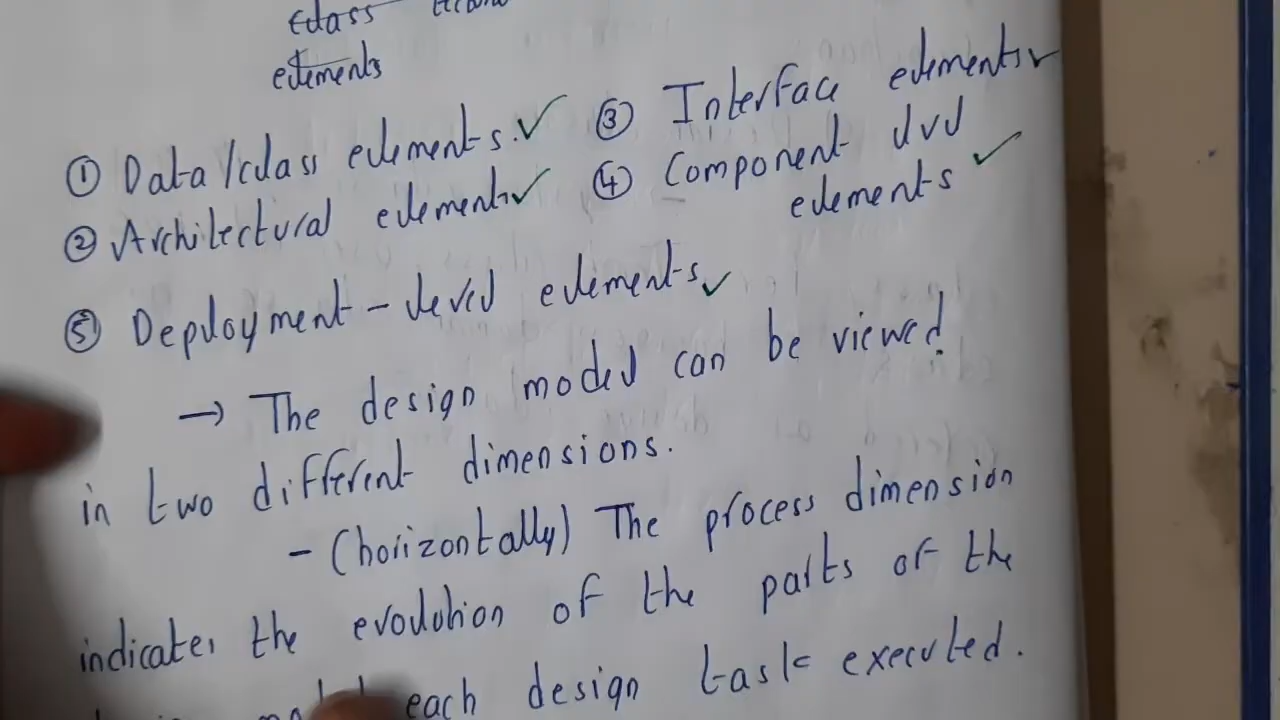 class
elements
① Data/class elements. ✓ ③ Interface elements ✓
② Architectural elements ✓ ④ Component lvl
elements ✓
⑤ Deployment - level elements ✓
→ The design model can be viewed
in two different dimensions.
- (horizontally) The process dimension
indicates the evolution of the parts of the
each design task executed.